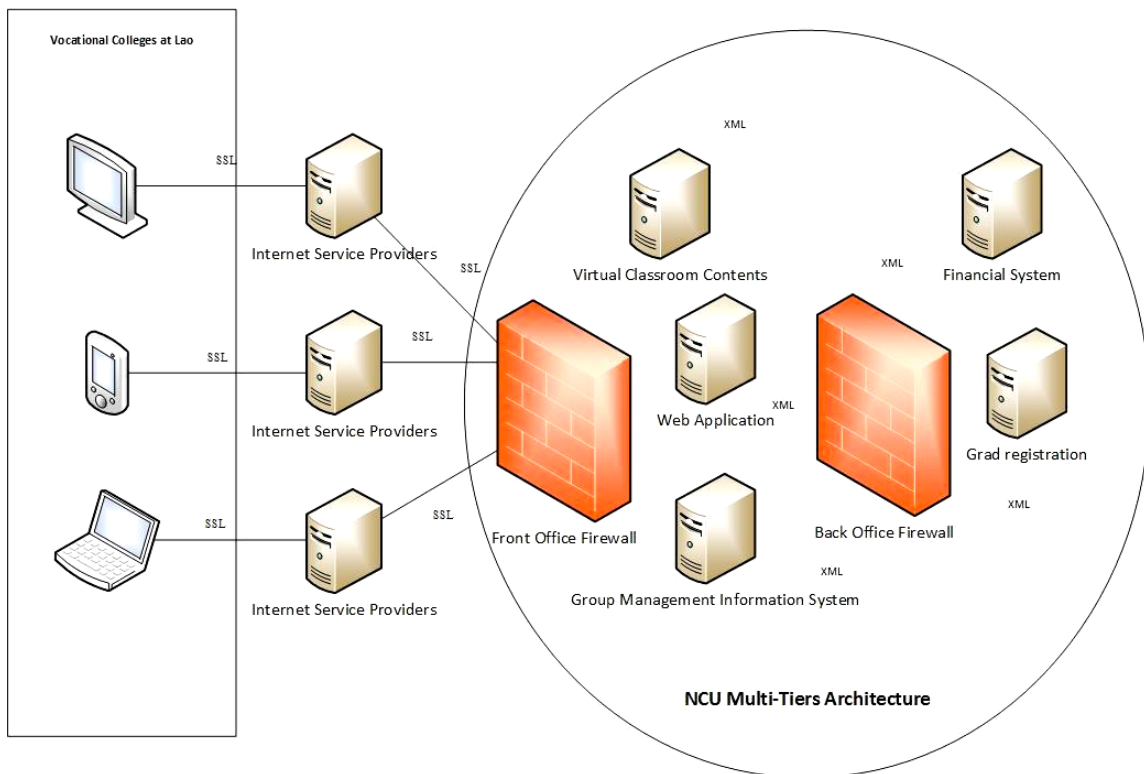 Vocational Colleges at Lao
XML
SSL
Internet Service Providers
SSL
Virtual Classroom Contents
XML
Financial System
SSL
SSL
Internet Service Providers
Web Application
XML
Grad registration
SSL
SSL
Front Office Firewall
Back Office Firewall
XML
Internet Service Providers
Group Management Information System
XML
NCU Multi-Tiers Architecture